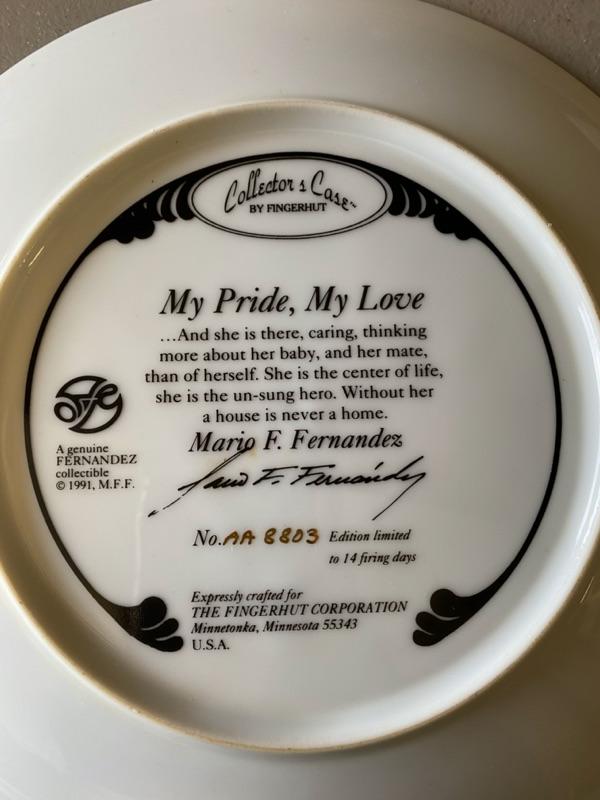 Collector's Case™
BY FINGERHUT
My Pride, My Love
...And she is there, caring, thinking
more about her baby, and her mate,
than of herself. She is the center of life,
she is the un-sung hero. Without her
a house is never a home.
Mario F. Fernandez
Mario F. Fernández
A genuine
FERNANDEZ
collectible
© 1991, M.F.F.
No. AA 8803 Edition limited
to 14 firing days
Expressly crafted for
THE FINGERHUT CORPORATION
Minnetonka, Minnesota 55343
U.S.A.